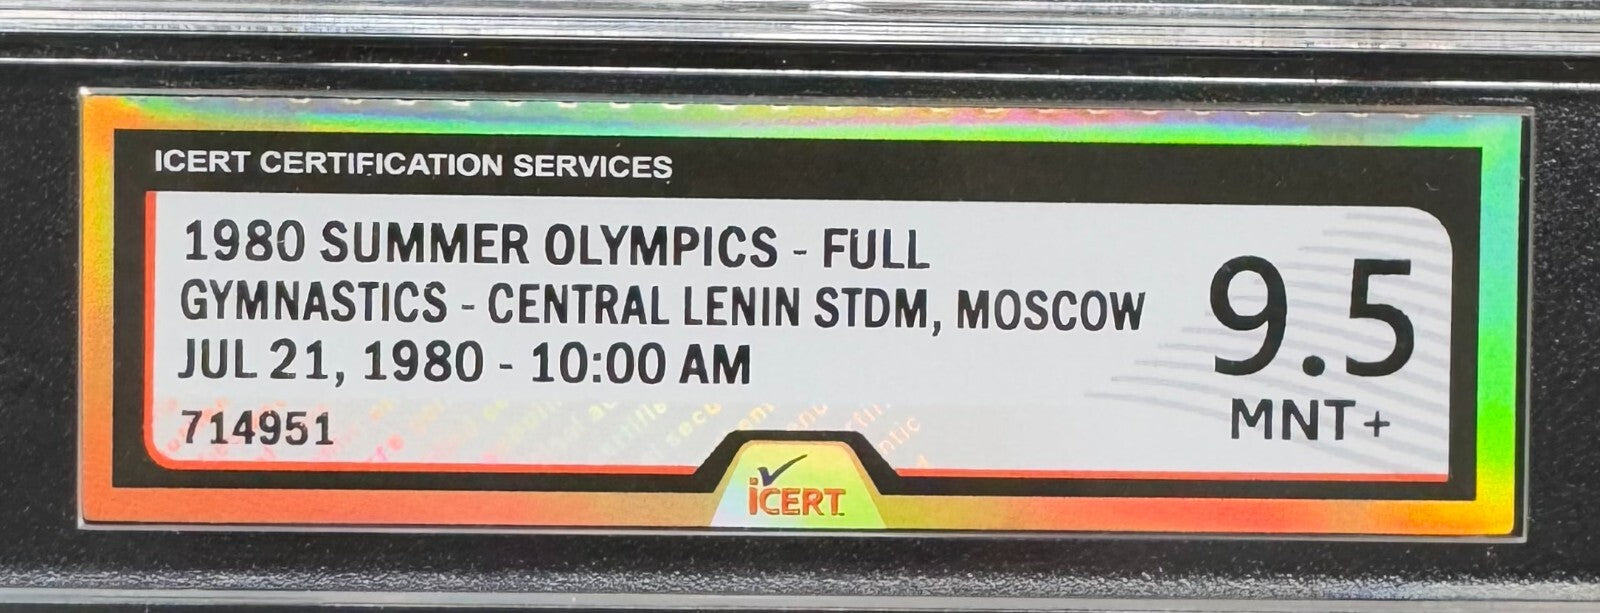 ICERT CERTIFICATION SERVICES
1980 SUMMER OLYMPICS - FULL
GYMNASTICS - CENTRAL LENIN STDM, MOSCOW
JUL 21, 1980 - 10:00 AM
714951
9.5
MNT+
iCERT